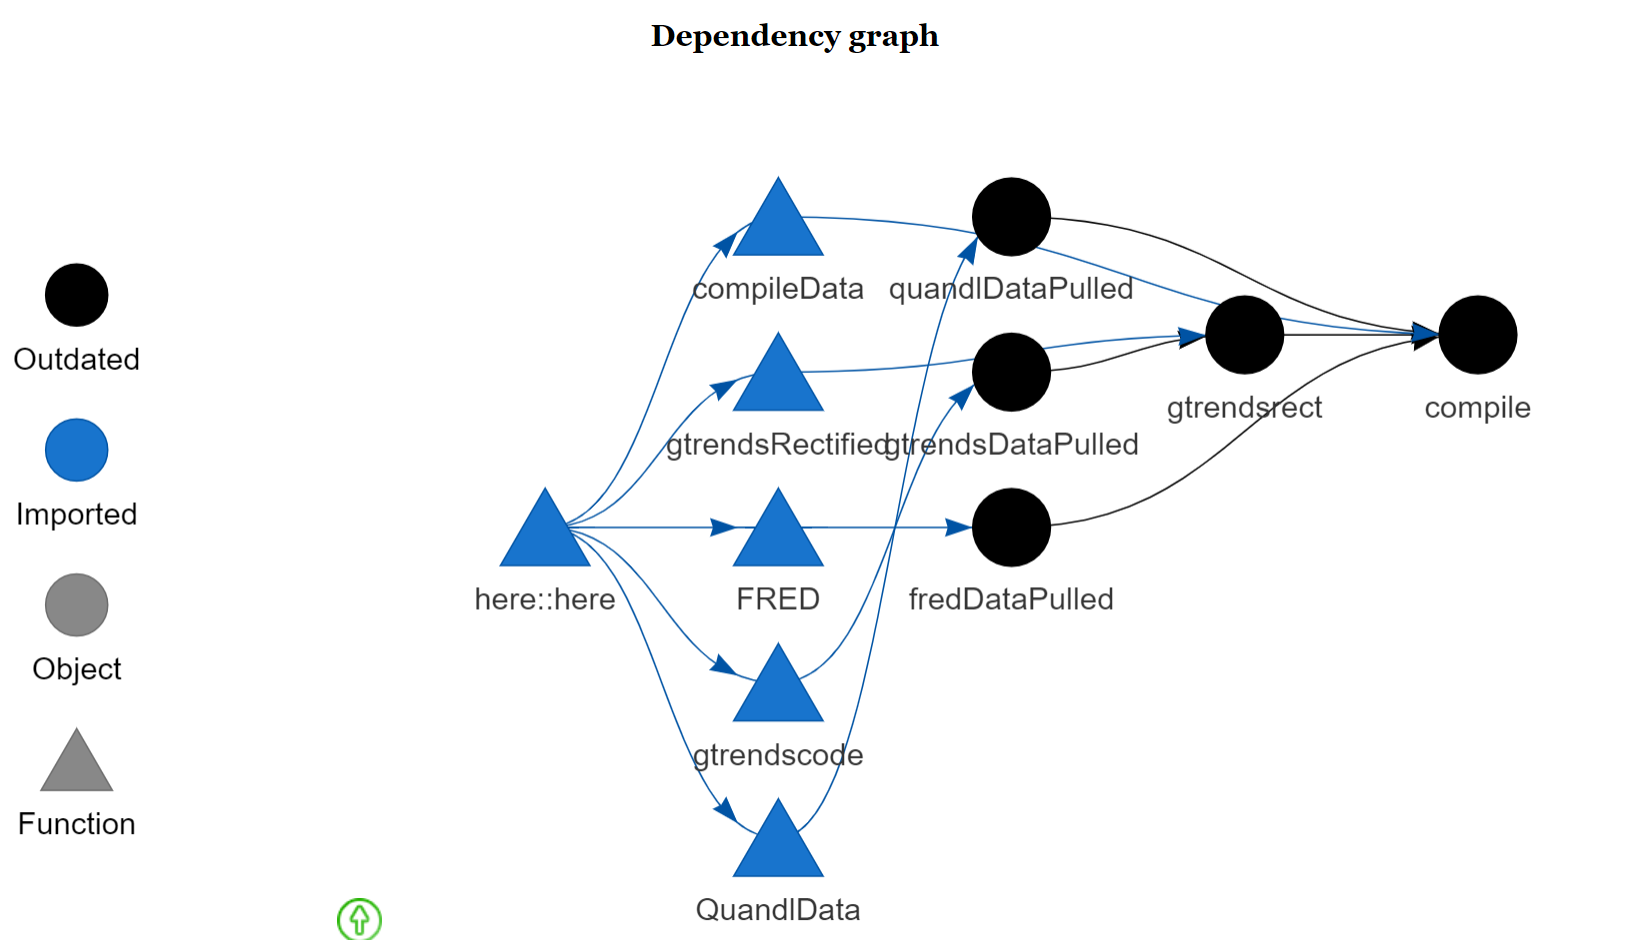 Dependency graph
Outdated
Imported
Object
Function
here::here
compileData
gtrendsRectified
FRED
gtrendscode
QuandlData
quandlDataPulled
gtrendsDataPulled
fredDataPulled
gtrendsrect
compile